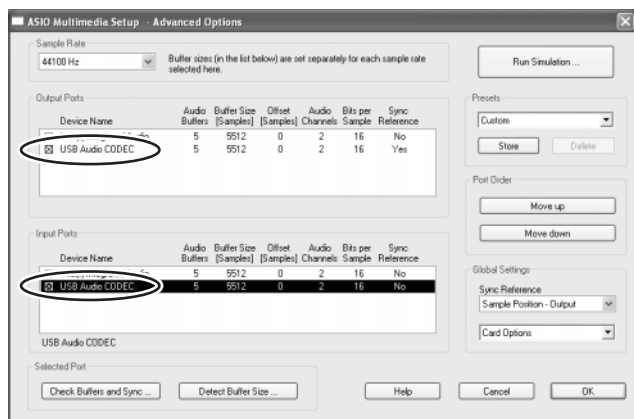 ASIO Multimedia Setup - Advanced Options
Sample Rate
44100 Hz
Buffer sizes (in the list below) are set separately for each sample rate
selected here.
Run Simulation ...
Output Ports
Device Name Audio Buffers Buffer Size [Samples] Offset [Samples] Audio Channels Bits per Sample Sync Reference
5 5512 0 2 16 No
USB Audio CODEC 5 5512 0 2 16 Yes
Presets
Custom
Store Delete
Port Order
Move up
Move down
Input Ports
Device Name Audio Buffers Buffer Size [Samples] Offset [Samples] Audio Channels Bits per Sample Sync Reference
5 5512 0 2 16 No
USB Audio CODEC 5 5512 0 2 16 No
USB Audio CODEC
Global Settings
Sync Reference
Sample Position - Output
Card Options
Selected Port
Check Buffers and Sync ... Detect Buffer Size ... Help Cancel OK